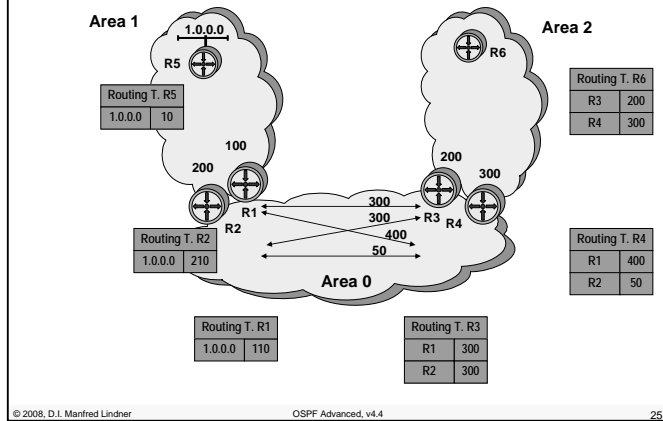 Area 1
1.0.0.0
Area 2
R5
R6
Routing T. R5
1.0.0.0 10
Routing T. R6
R3 200
R4 300
100
200
200
300
300
300
400
50
R1
R2
R3
R4
Routing T. R2
1.0.0.0 210
Routing T. R4
R1 400
R2 50
Area 0
Routing T. R1
1.0.0.0 110
Routing T. R3
R1 300
R2 300
© 2008, D.I. Manfred Lindner OSPF Advanced, v4.4 25